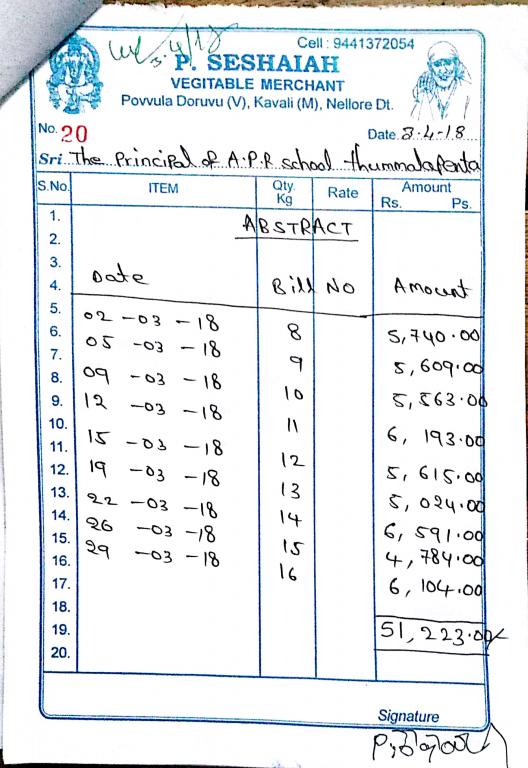 Cell : 9441372054
P. SESHAIAH
VEGITABLE MERCHANT
Povvula Doruvu (V), Kavali (M), Nellore Dt.
No. 20 Date 3-4-18
Sri The Principal of A.P.R school thummalapenta
S.No. ITEM Qty. Kg Rate Amount Rs. Ps.
1. ABSTRACT
2.
3.
4. Date Bill No Amount
5.
6. 02-03-18 8 5,740.00
7. 05-03-18 9 5,609.00
8. 09-03-18 10 5,563.00
9. 12-03-18 11 6,193.00
10.
11. 15-03-18 12 5,615.00
12. 19-03-18 13 5,024.00
13. 22-03-18 14 6,591.00
14. 26-03-18 15 4,784.00
15. 29-03-18 16 6,104.00
16.
17.
18.
19. 51,223.00
20.
Signature